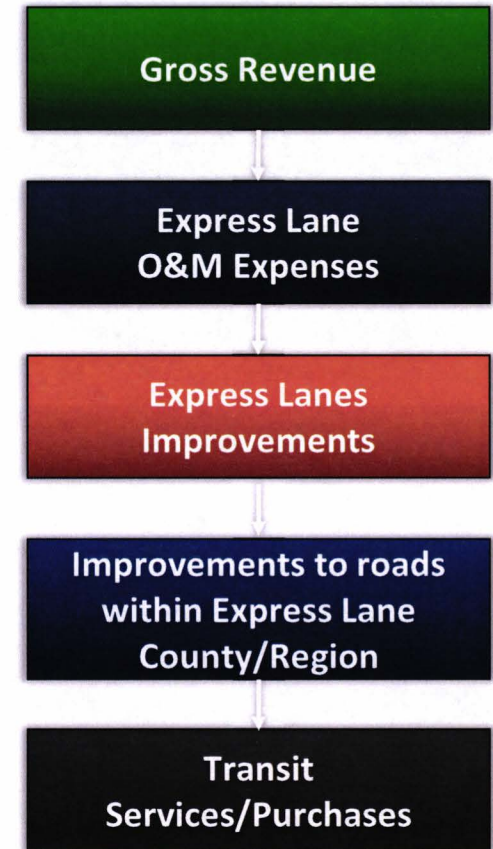 Gross Revenue
Express Lane
O&M Expenses
Express Lanes
Improvements
Improvements to roads
within Express Lane
County/Region
Transit
Services/Purchases